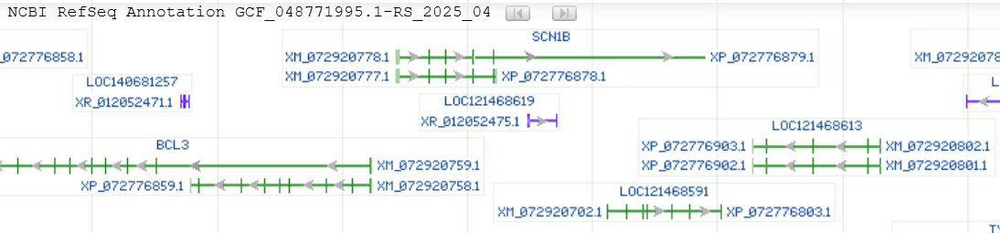 NCBI RefSeq Annotation GCF_048771995.1-RS_2025_04
SCN1B
_072776858.1
XM_072920778.1
XP_072776879.1
XM_0729207
XM_072920777.1
XP_072776878.1
LOC140681257
L
XR_012052471.1
LOC121468619
XR_012052475.1
LOC121468613
BCL3
XP_072776903.1
XM_072920802.1
XM_072920759.1
XP_072776902.1
XM_072920801.1
XP_072776859.1
XM_072920758.1
LOC121468591
XM_072920702.1
XP_072776803.1